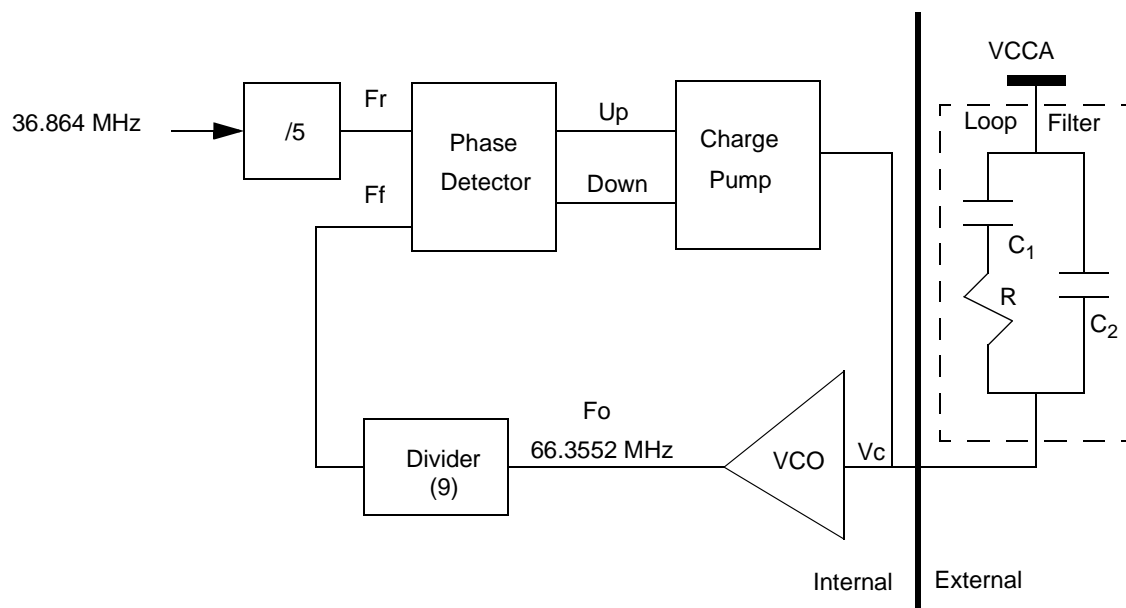 VCCA
Loop Filter
36.864 MHz
/5
Fr
Ff
Phase
Detector
Up
Down
Charge
Pump
C1
R
C2
Divider
(9)
Fo
66.3552 MHz
VCO
Vc
Internal
External